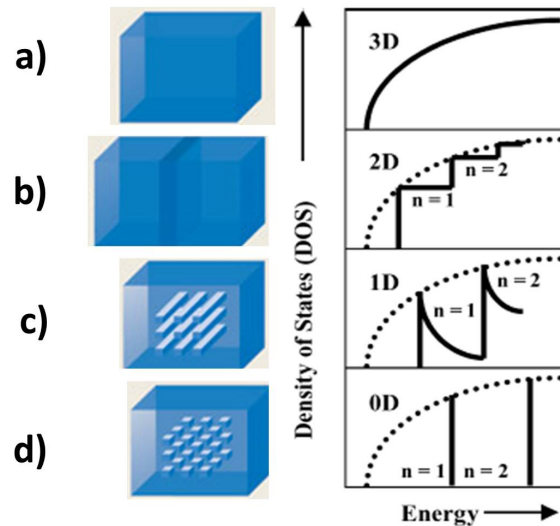 a)
b)
c)
d)
Density of States (DOS)
3D
2D
n = 1
n = 2
1D
n = 1
n = 2
0D
n = 1
n = 2
Energy